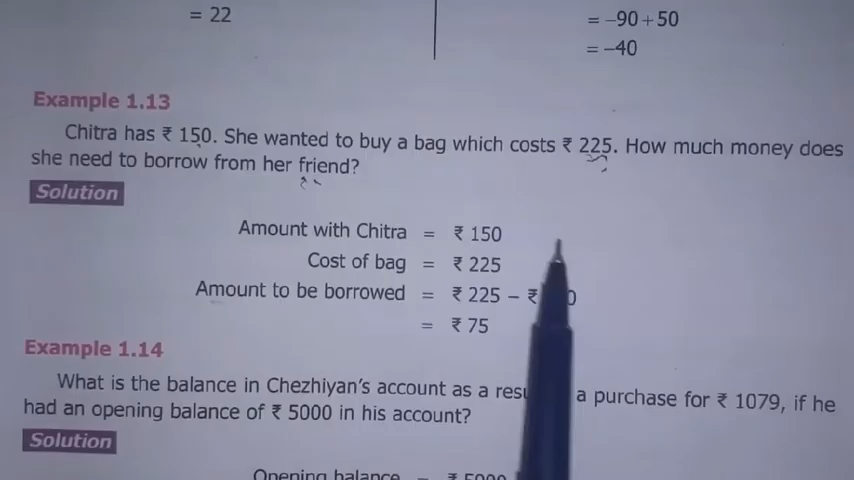 = 22
= –90 + 50
= –40
Example 1.13
Chitra has ₹ 150. She wanted to buy a bag which costs ₹ 225. How much money does
she need to borrow from her friend?
Solution
Amount with Chitra = ₹ 150
Cost of bag = ₹ 225
Amount to be borrowed = ₹ 225 – ₹
= ₹ 75
Example 1.14
What is the balance in Chezhiyan's account as a a purchase for ₹ 1079, if he
had an opening balance of ₹ 5000 in his account?
Solution
Opening balance = ₹ 5000